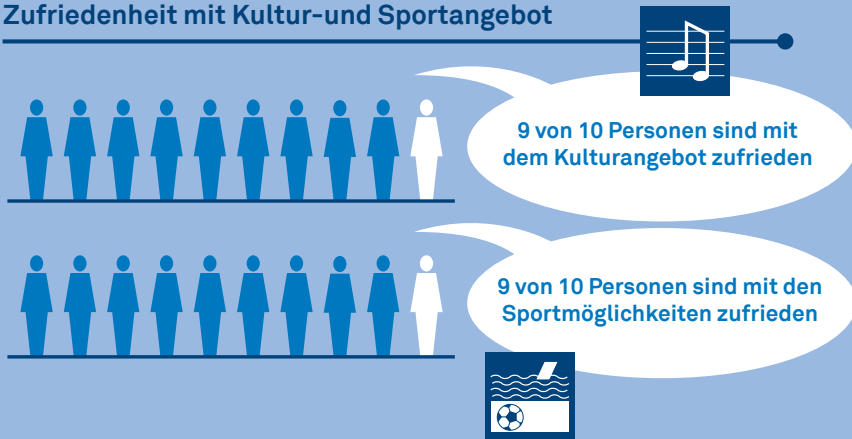 Zufriedenheit mit Kultur-und Sportangebot
9 von 10 Personen sind mit
dem Kulturangebot zufrieden
9 von 10 Personen sind mit den
Sportmöglichkeiten zufrieden